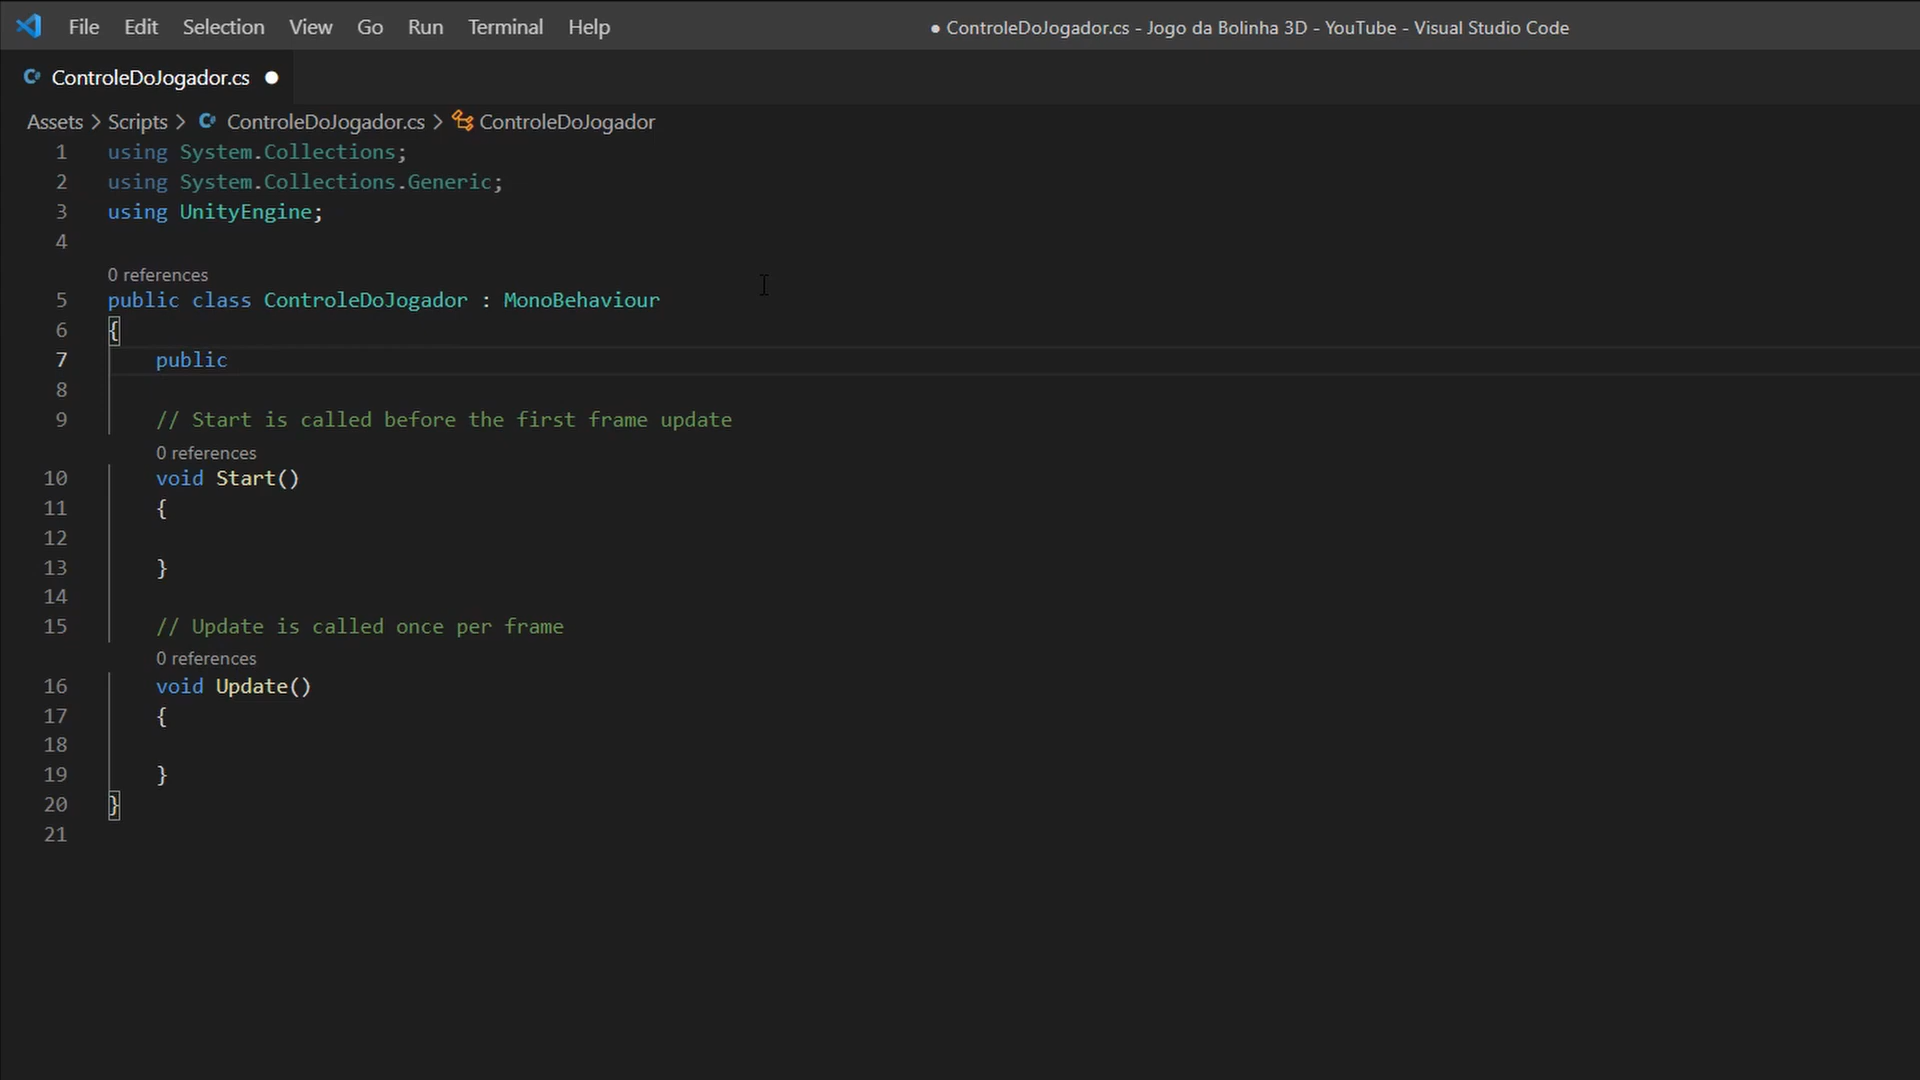 File Edit Selection View Go Run Terminal Help ● ControleDoJogador.cs - Jogo da Bolinha 3D - YouTube - Visual Studio Code
ControleDoJogador.cs ●
Assets > Scripts > ControleDoJogador.cs > ControleDoJogador
1 using System.Collections;
2 using System.Collections.Generic;
3 using UnityEngine;
4
0 references
5 public class ControleDoJogador : MonoBehaviour
6 {
7 public
8
9 // Start is called before the first frame update
0 references
10 void Start()
11 {
12
13 }
14
15 // Update is called once per frame
0 references
16 void Update()
17 {
18
19 }
20 }
21